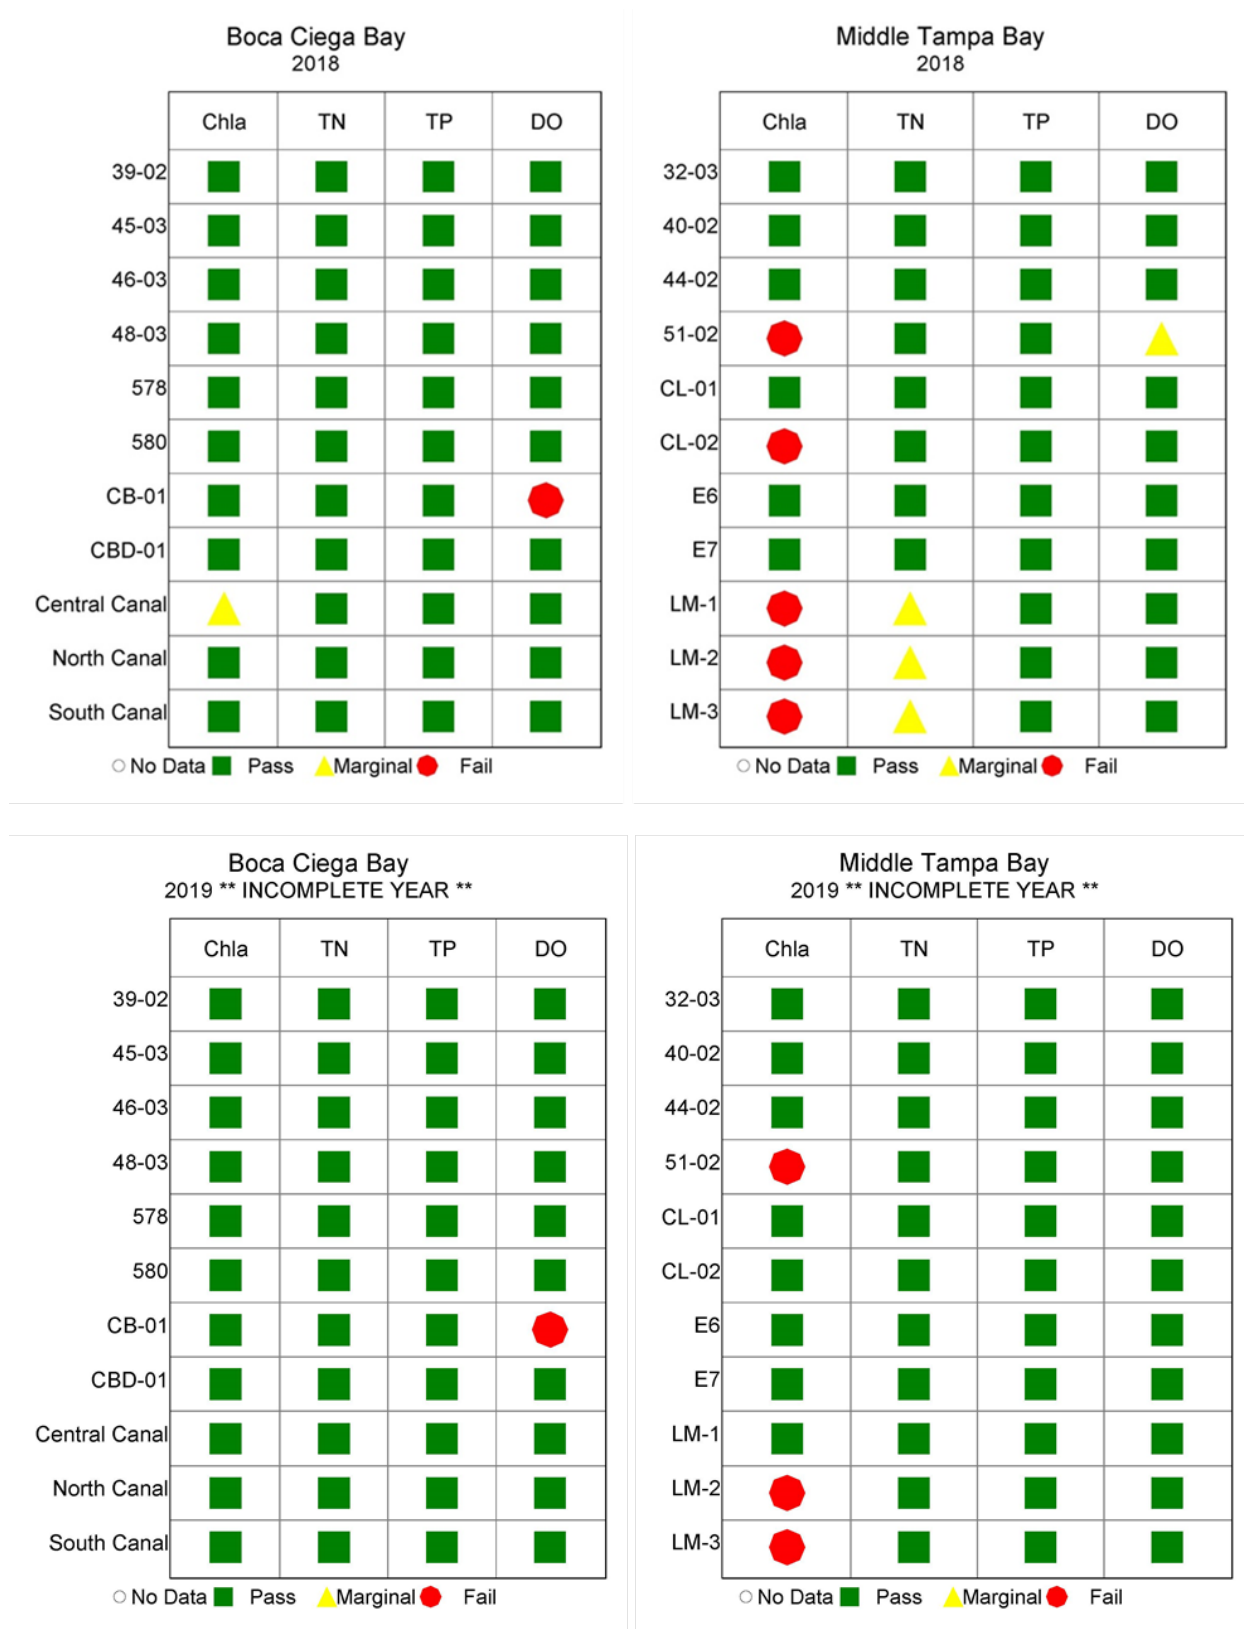 Boca Ciega Bay
2018
Chla TN TP DO
39-02
45-03
46-03
48-03
578
580
CB-01
CBD-01
Central Canal
North Canal
South Canal
No Data Pass Marginal Fail
Middle Tampa Bay
2018
Chla TN TP DO
32-03
40-02
44-02
51-02
CL-01
CL-02
E6
E7
LM-1
LM-2
LM-3
No Data Pass Marginal Fail
Boca Ciega Bay
2019 ** INCOMPLETE YEAR **
Chla TN TP DO
39-02
45-03
46-03
48-03
578
580
CB-01
CBD-01
Central Canal
North Canal
South Canal
No Data Pass Marginal Fail
Middle Tampa Bay
2019 ** INCOMPLETE YEAR **
Chla TN TP DO
32-03
40-02
44-02
51-02
CL-01
CL-02
E6
E7
LM-1
LM-2
LM-3
No Data Pass Marginal Fail